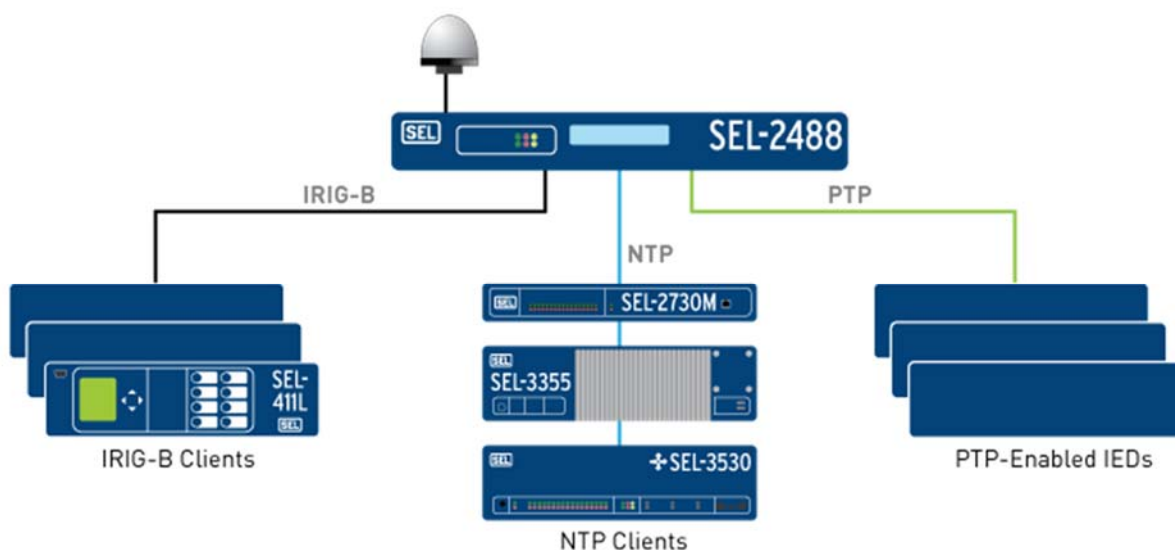 SEL
SEL-2488
IRIG-B
PTP
NTP
SEL
SEL-2730M
SEL
SEL-3355
SEL-
411L
SEL
SEL
SEL-3530
IRIG-B Clients
PTP-Enabled IEDs
NTP Clients